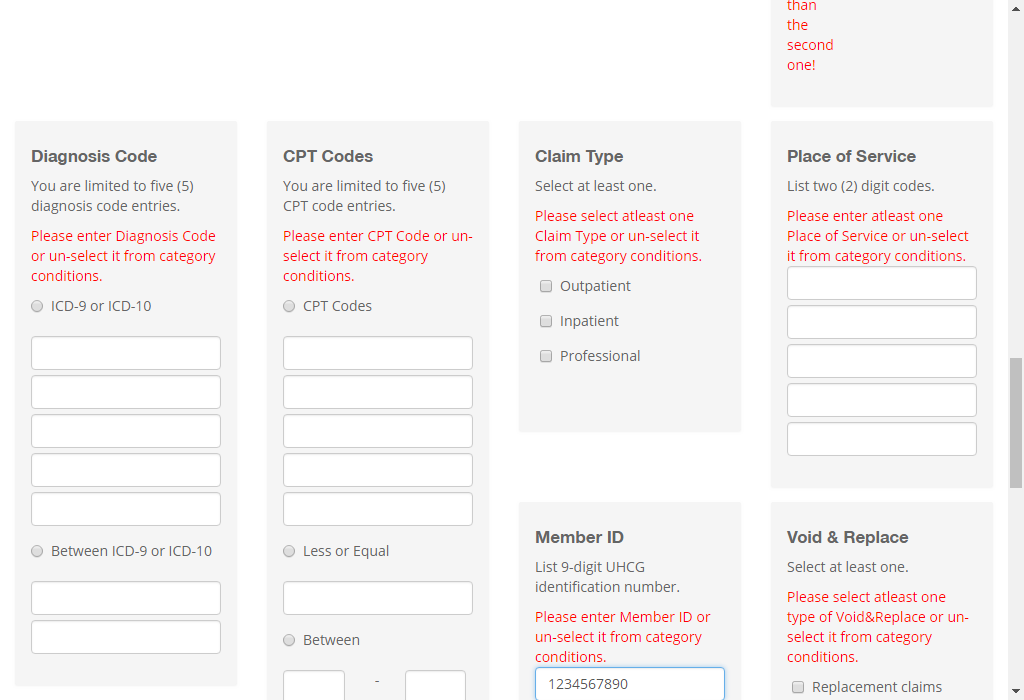 than
the
second
one!
Diagnosis Code
You are limited to five (5)
diagnosis code entries.
Please enter Diagnosis Code
or un-select it from category
conditions.
ICD-9 or ICD-10
Between ICD-9 or ICD-10
CPT Codes
You are limited to five (5)
CPT code entries.
Please enter CPT Code or un-
select it from category
conditions.
CPT Codes
Less or Equal
Between
-
Claim Type
Select at least one.
Please select atleast one
Claim Type or un-select it
from category conditions.
Outpatient
Inpatient
Professional
Place of Service
List two (2) digit codes.
Please enter atleast one
Place of Service or un-select
it from category conditions.
Member ID
List 9-digit UHCG
identification number.
Please enter Member ID or
un-select it from category
conditions.
1234567890
Void & Replace
Select at least one.
Please select atleast one
type of Void&Replace or un-
select it from category
conditions.
Replacement claims